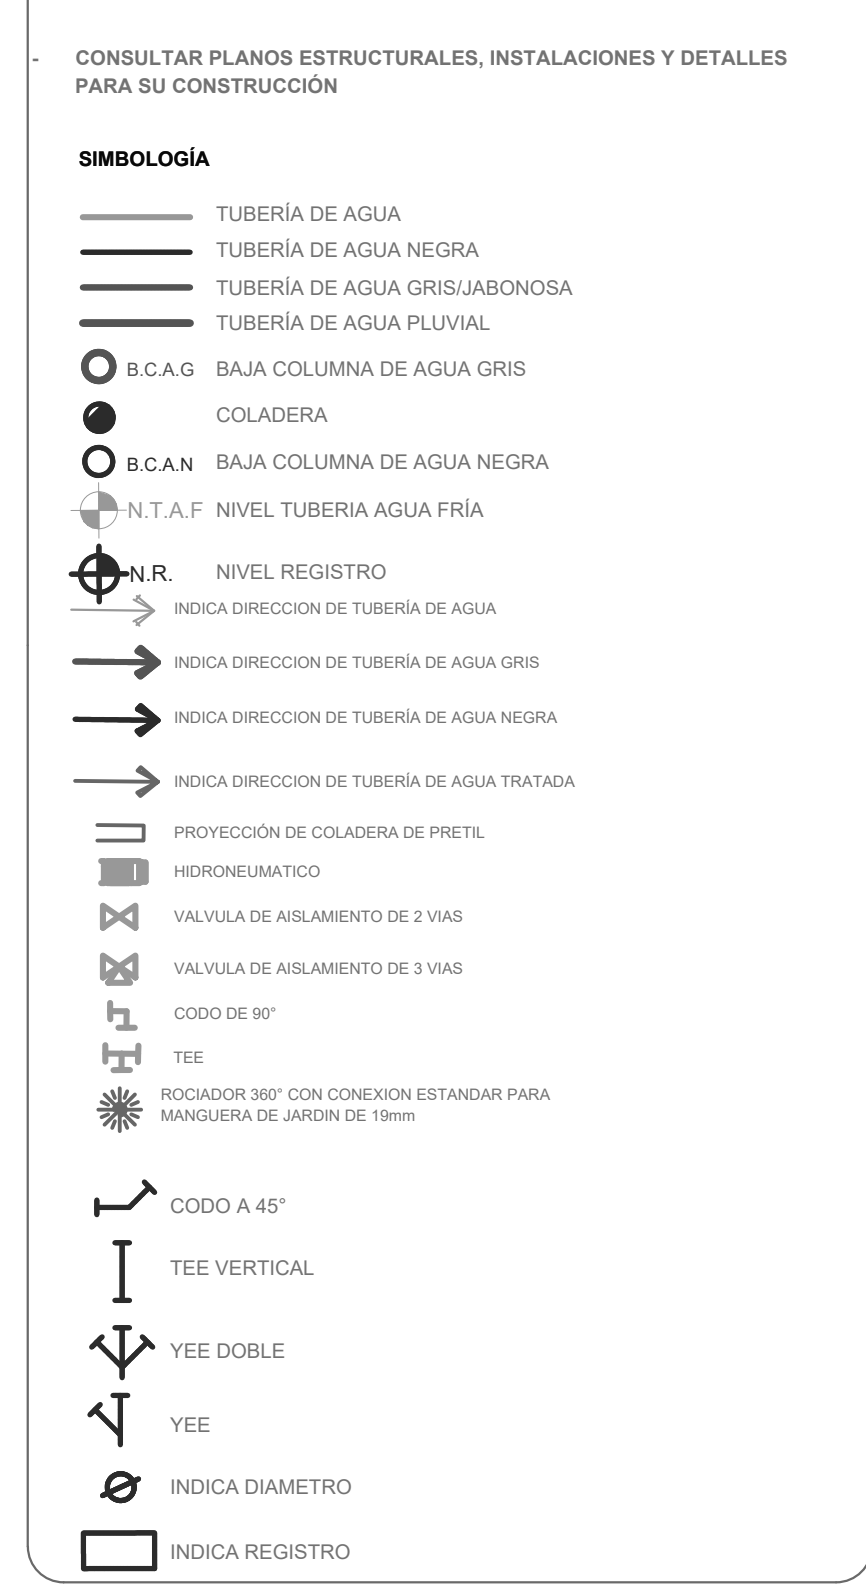 - CONSULTAR PLANOS ESTRUCTURALES, INSTALACIONES Y DETALLES
PARA SU CONSTRUCCIÓN
SIMBOLOGÍA
TUBERÍA DE AGUA
TUBERÍA DE AGUA NEGRA
TUBERÍA DE AGUA GRIS/JABONOSA
TUBERÍA DE AGUA PLUVIAL
B.C.A.G BAJA COLUMNA DE AGUA GRIS
COLADERA
B.C.A.N BAJA COLUMNA DE AGUA NEGRA
N.T.A.F NIVEL TUBERIA AGUA FRÍA
N.R. NIVEL REGISTRO
INDICA DIRECCION DE TUBERÍA DE AGUA
INDICA DIRECCION DE TUBERÍA DE AGUA GRIS
INDICA DIRECCION DE TUBERÍA DE AGUA NEGRA
INDICA DIRECCION DE TUBERÍA DE AGUA TRATADA
PROYECCIÓN DE COLADERA DE PRETIL
HIDRONEUMATICO
VALVULA DE AISLAMIENTO DE 2 VIAS
VALVULA DE AISLAMIENTO DE 3 VIAS
CODO DE 90°
TEE
ROCIADOR 360° CON CONEXION ESTANDAR PARA
MANGUERA DE JARDIN DE 19mm
CODO A 45°
TEE VERTICAL
YEE DOBLE
YEE
INDICA DIAMETRO
INDICA REGISTRO